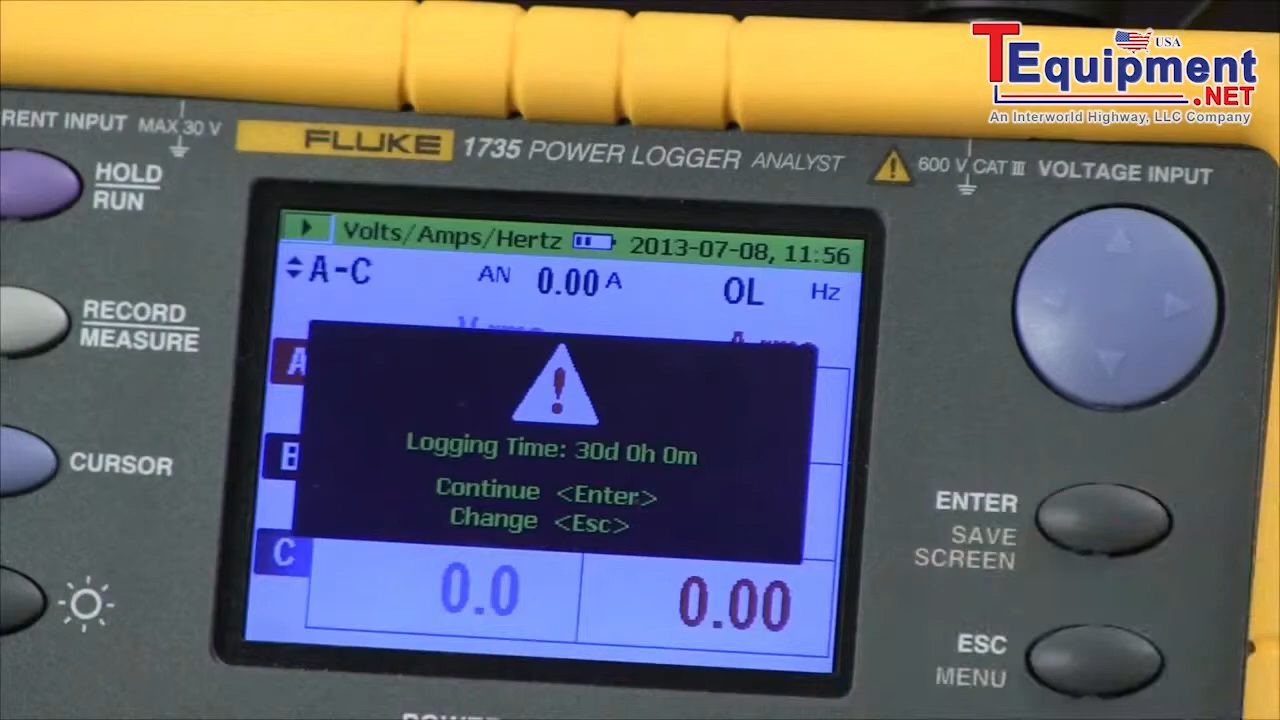 TEquipment.NET
USA
An Interworld Highway, LLC Company
RENT INPUT MAX 30 V
FLUKE 1735 POWER LOGGER ANALYST
600 V CAT III VOLTAGE INPUT
HOLD
RUN
RECORD
MEASURE
CURSOR
Volts/Amps/Hertz 2013-07-08, 11:56
A-C AN 0.00 A OL Hz
V rms A rms
A
B
C
Logging Time: 30d 0h 0m
Continue <Enter>
Change <Esc>
0.0 0.00
ENTER
SAVE
SCREEN
ESC
MENU
POWER